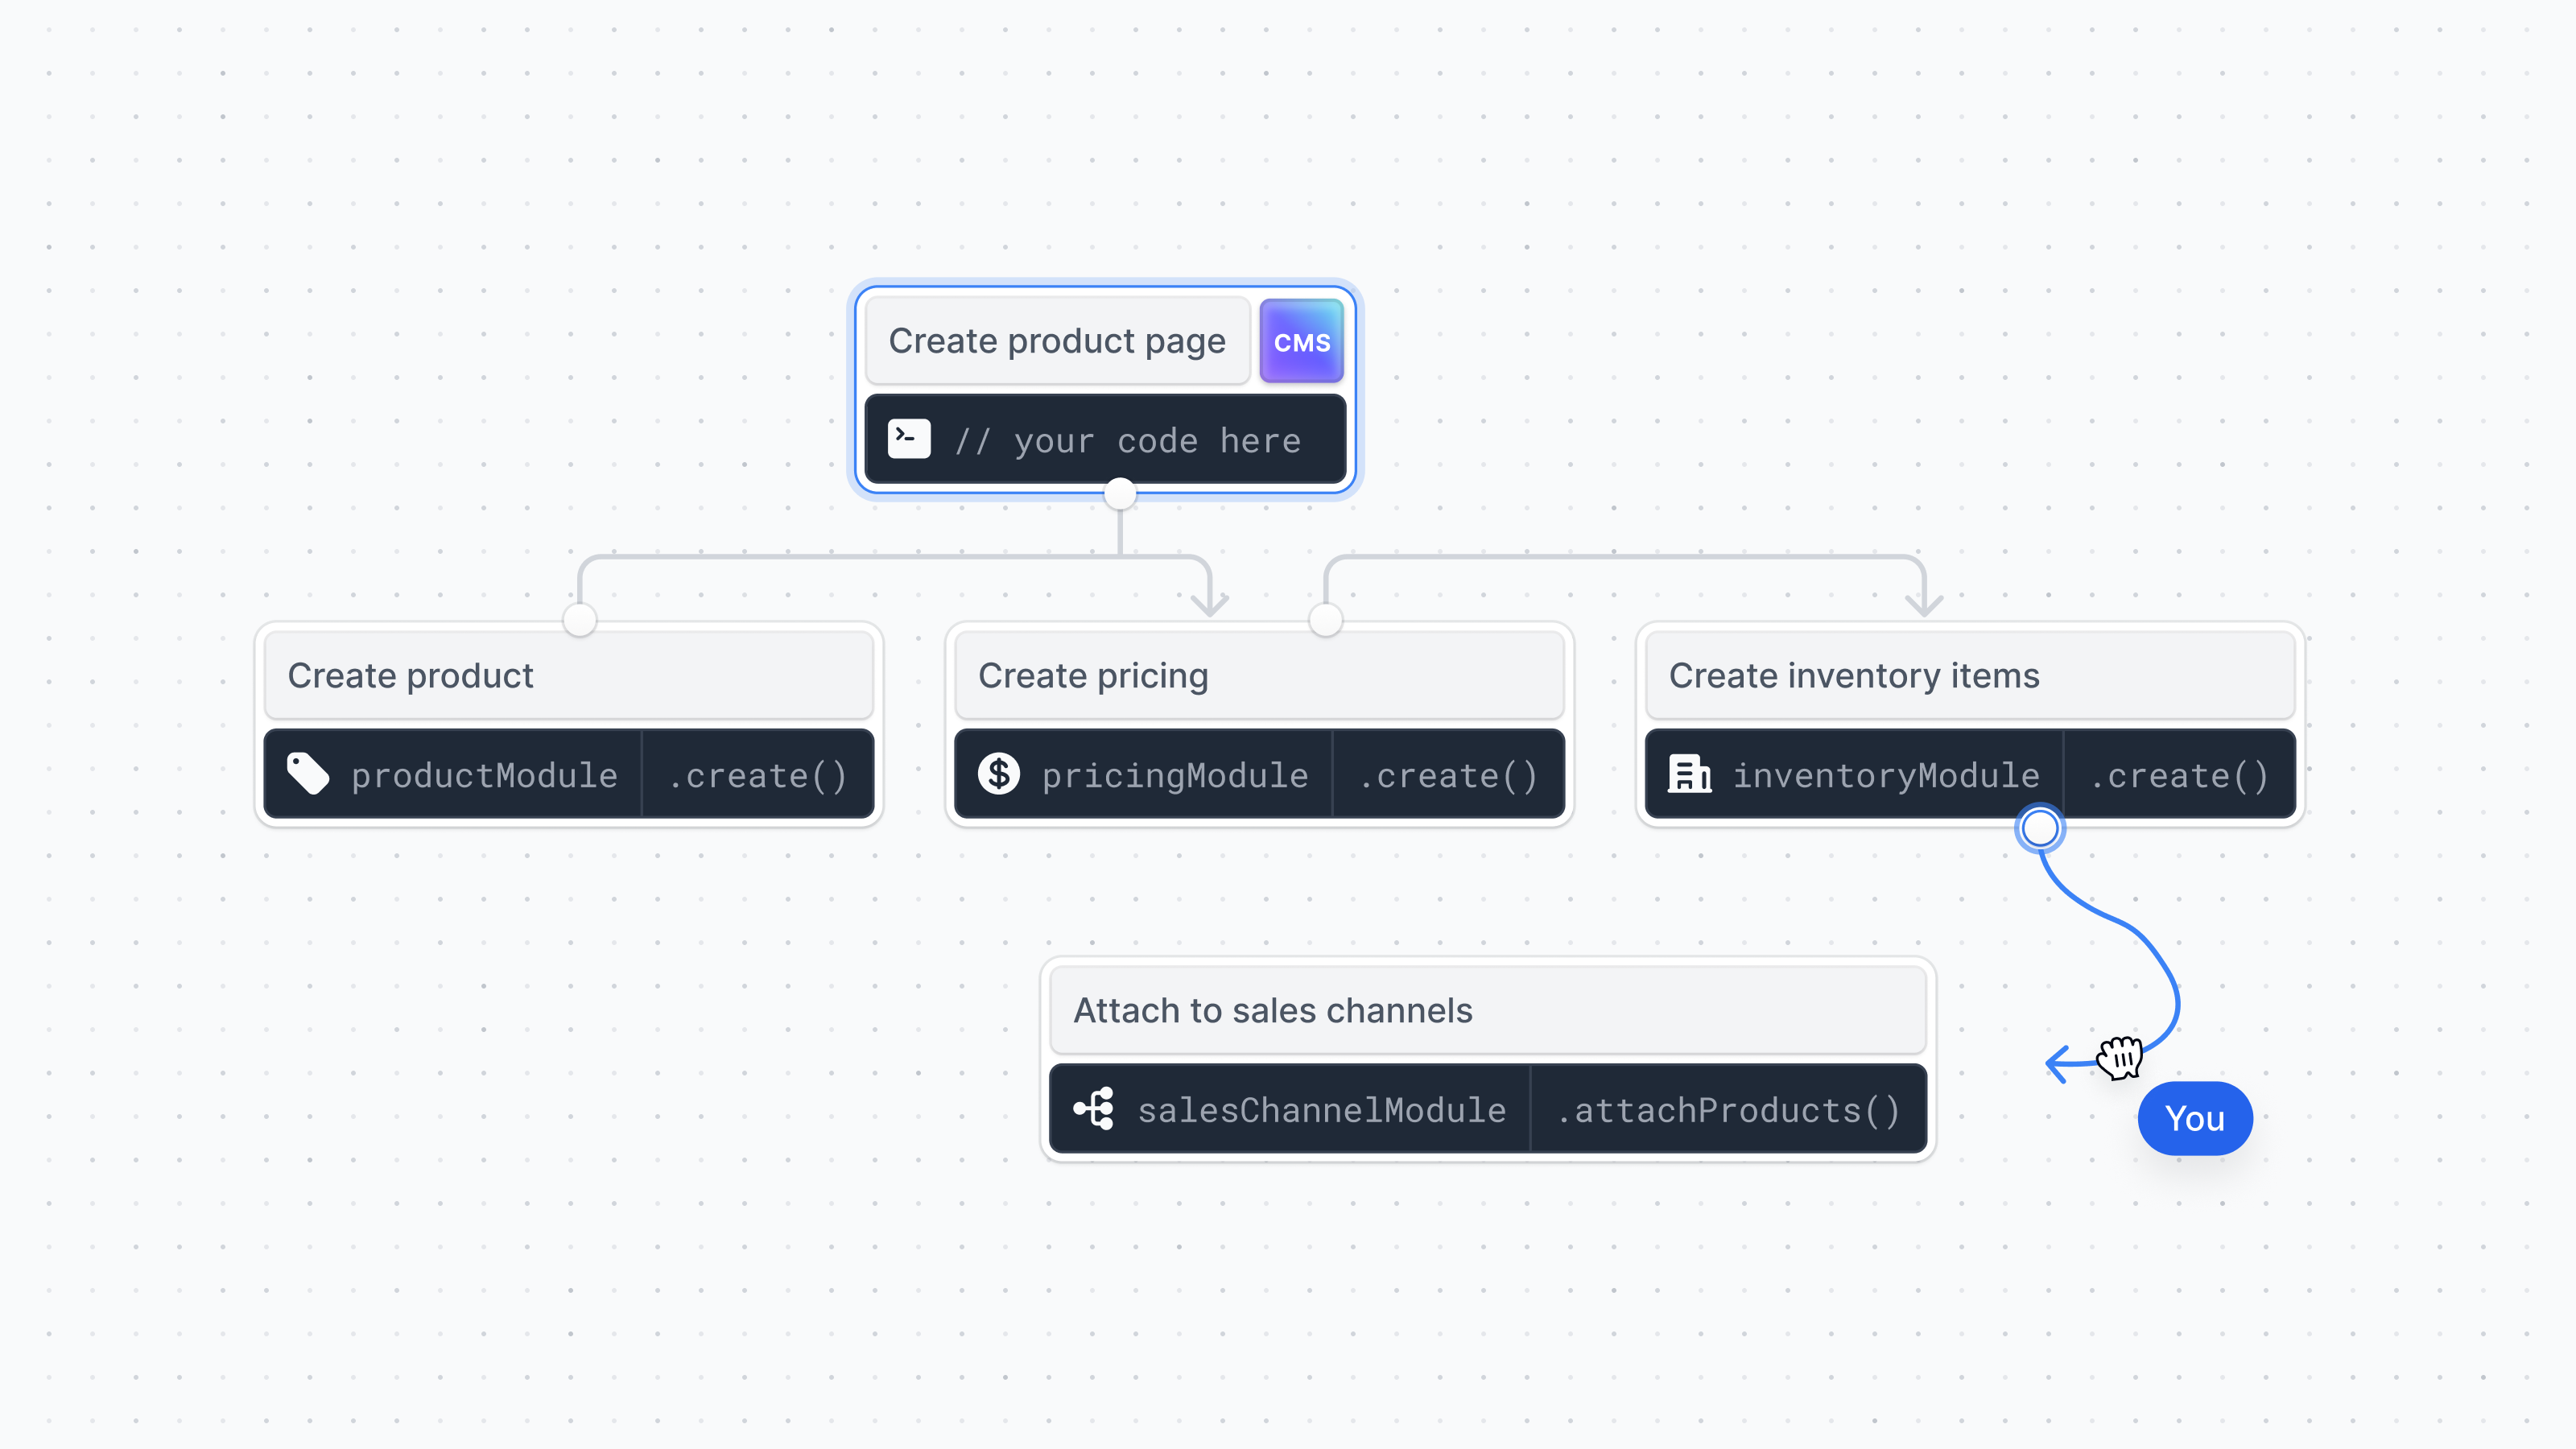 Create product page
CMS
// your code here
Create product
productModule .create()
Create pricing
pricingModule .create()
Create inventory items
inventoryModule .create()
Attach to sales channels
salesChannelModule .attachProducts()
You